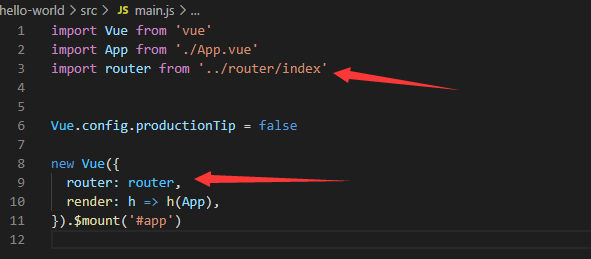 hello-world > src > JS main.js > ...
1 import Vue from 'vue'
2 import App from './App.vue'
3 import router from '../router/index'
4
5
6 Vue.config.productionTip = false
7
8 new Vue({
9 router: router,
10 render: h => h(App),
11 }).$mount('#app')
12